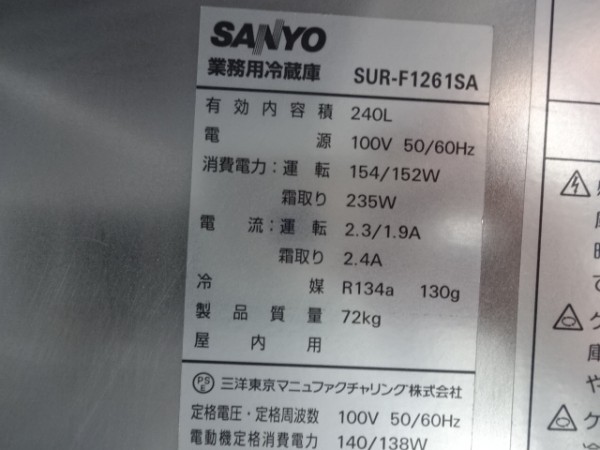 SANYO
業務用冷蔵庫 SUR-F1261SA
有効内容積 240L
電源 100V 50/60Hz
消費電力:運転 154/152W
霜取り 235W
電流:運転 2.3/1.9A
霜取り 2.4A
冷媒 R134a 130g
製品質量 72kg
屋内用
PSE 三洋東京マニュファクチャリング株式会社
定格電圧・定格周波数 100V 50/60Hz
電動機定格消費電力 140/138W